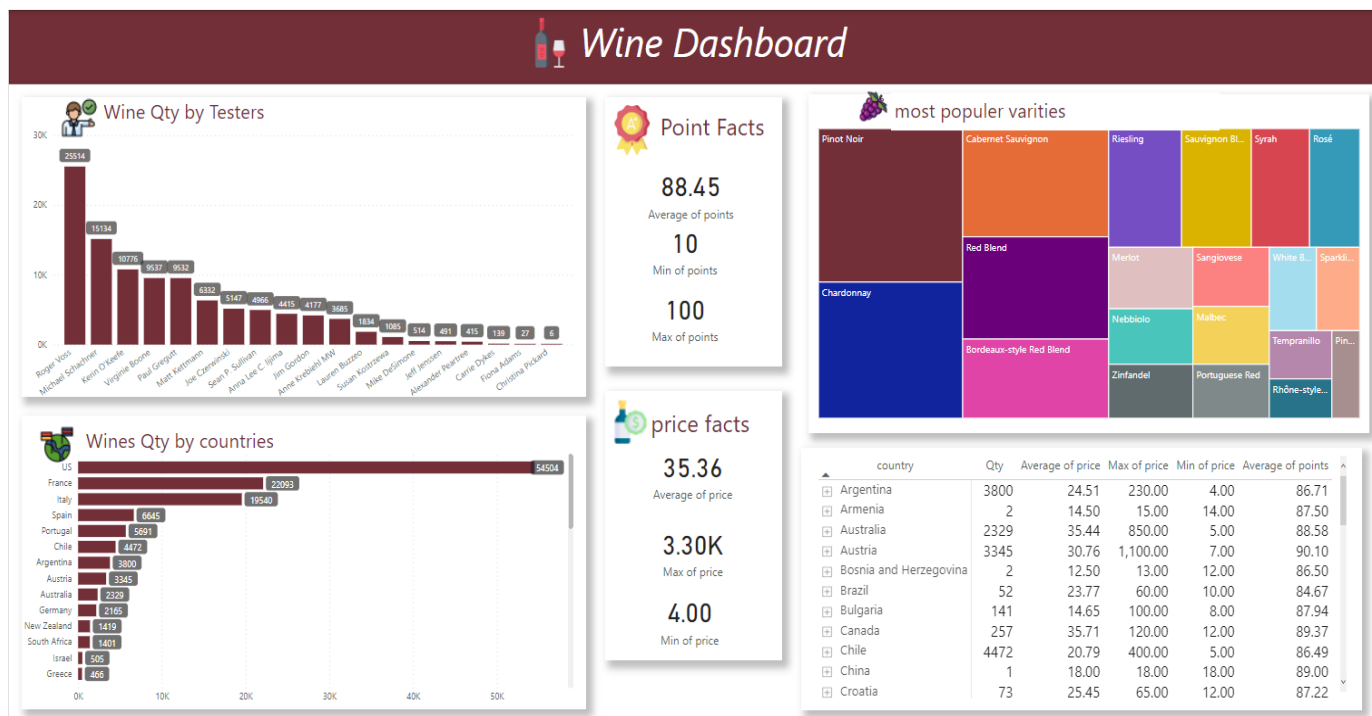 Wine Dashboard
Wine Qty by Testers
30K
20K
10K
0K
25514
15134
10776
9537
9532
6332
5147
4966
4415
4177
3685
1834
1085
514
491
415
139
27
6
Roger Voss
Michael Schachner
Kerin O'Keefe
Virginie Boone
Paul Gregutt
Matt Kettmann
Joe Czerwinski
Sean P. Sullivan
Anna Lee C. Iijima
Jim Gordon
Anne Krebiehl MW
Lauren Buzzeo
Susan Kostrzewa
Mike DeSimone
Jeff Jenssen
Alexander Peartree
Carrie Dykes
Fiona Adams
Christina Pickard
Wines Qty by countries
US 54504
France 22093
Italy 19540
Spain 6645
Portugal 5691
Chile 4472
Argentina 3800
Austria 3345
Australia 2329
Germany 2165
New Zealand 1419
South Africa 1401
Israel 505
Greece 466
0K 10K 20K 30K 40K 50K
Point Facts
88.45
Average of points
10
Min of points
100
Max of points
price facts
35.36
Average of price
3.30K
Max of price
4.00
Min of price
most populer varities
Pinot Noir
Chardonnay
Cabernet Sauvignon
Red Blend
Bordeaux-style Red Blend
Riesling
Sauvignon Bl...
Syrah
Rosé
Merlot
Nebbiolo
Zinfandel
Sangiovese
Malbec
Portuguese Red
White B...
Sparkli...
Tempranillo
Rhône-style...
Pin...
country Qty Average of price Max of price Min of price Average of points
Argentina 3800 24.51 230.00 4.00 86.71
Armenia 2 14.50 15.00 14.00 87.50
Australia 2329 35.44 850.00 5.00 88.58
Austria 3345 30.76 1,100.00 7.00 90.10
Bosnia and Herzegovina 2 12.50 13.00 12.00 86.50
Brazil 52 23.77 60.00 10.00 84.67
Bulgaria 141 14.65 100.00 8.00 87.94
Canada 257 35.71 120.00 12.00 89.37
Chile 4472 20.79 400.00 5.00 86.49
China 1 18.00 18.00 18.00 89.00
Croatia 73 25.45 65.00 12.00 87.22